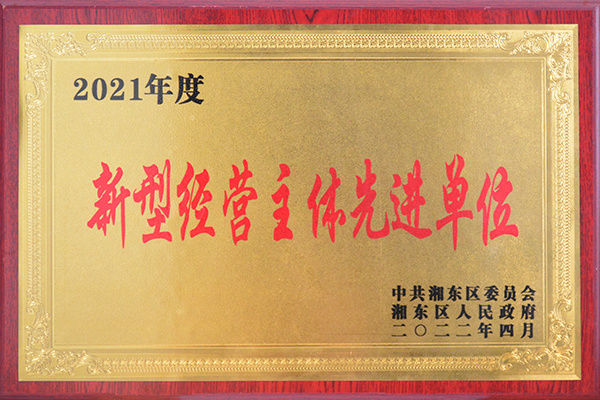 2021年度
新型经营主体先进单位
中共湘东区委员会
湘东区人民政府
二〇二二年四月